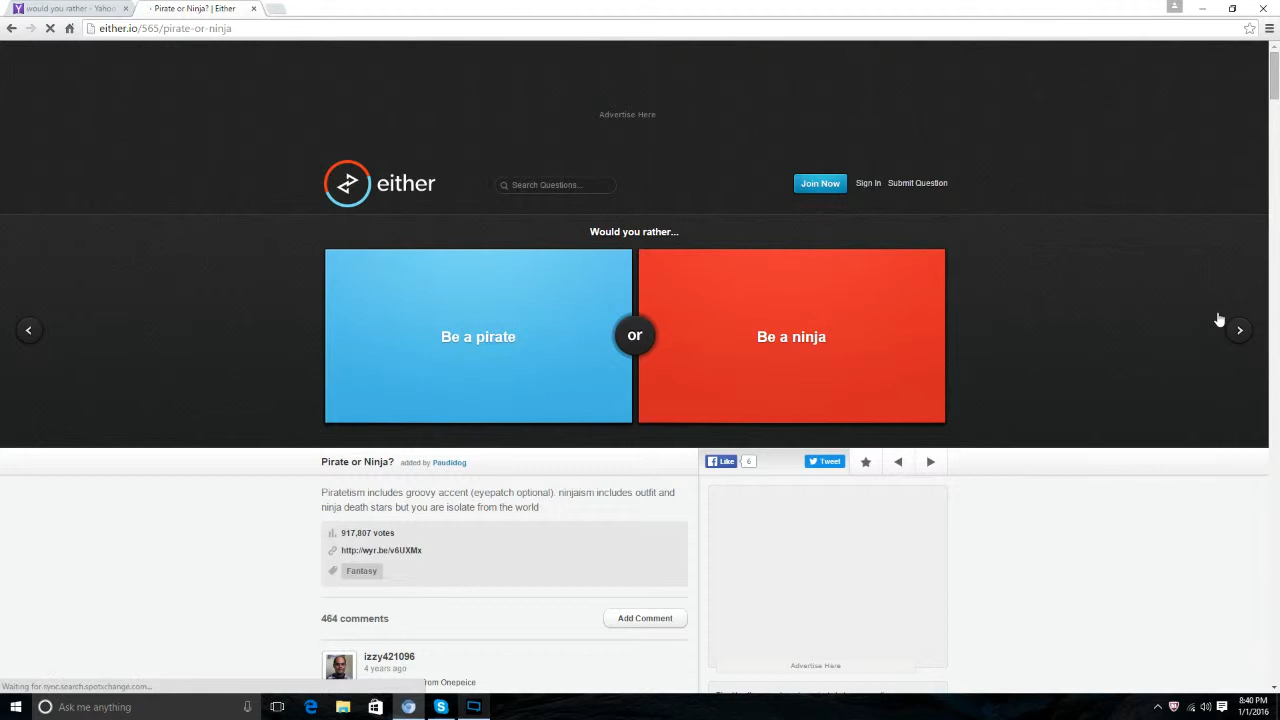 would you rather - Yahoo
Pirate or Ninja? | Either
either.io/565/pirate-or-ninja
Advertise Here
either
Search Questions...
Join Now
Sign In
Submit Question
Would you rather...
Be a pirate
or
Be a ninja
Pirate or Ninja?
added by Paudidog
Like
6
Tweet
Piratetism includes groovy accent (eyepatch optional). ninjaism includes outfit and
ninja death stars but you are isolate from the world
917,807 votes
http://wyr.be/v6UXMx
Fantasy
464 comments
Add Comment
izzy421096
4 years ago
from Onepeice
Advertise Here
Waiting for sync.search.spotxchange.com...
Ask me anything
8:40 PM
1/1/2016